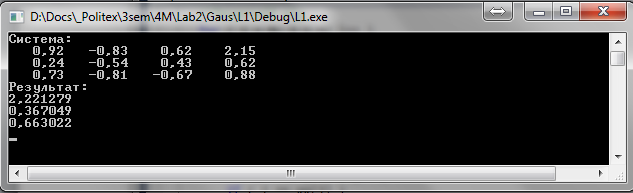 D:\Docs\_Politex\3sem\4M\Lab2\Gaus\L1\Debug\L1.exe
Система:
0,92 -0,83 0,62 2,15
0,24 -0,54 0,43 0,62
0,73 -0,81 -0,67 0,88
Результат:
2,221279
0,367049
0,663022